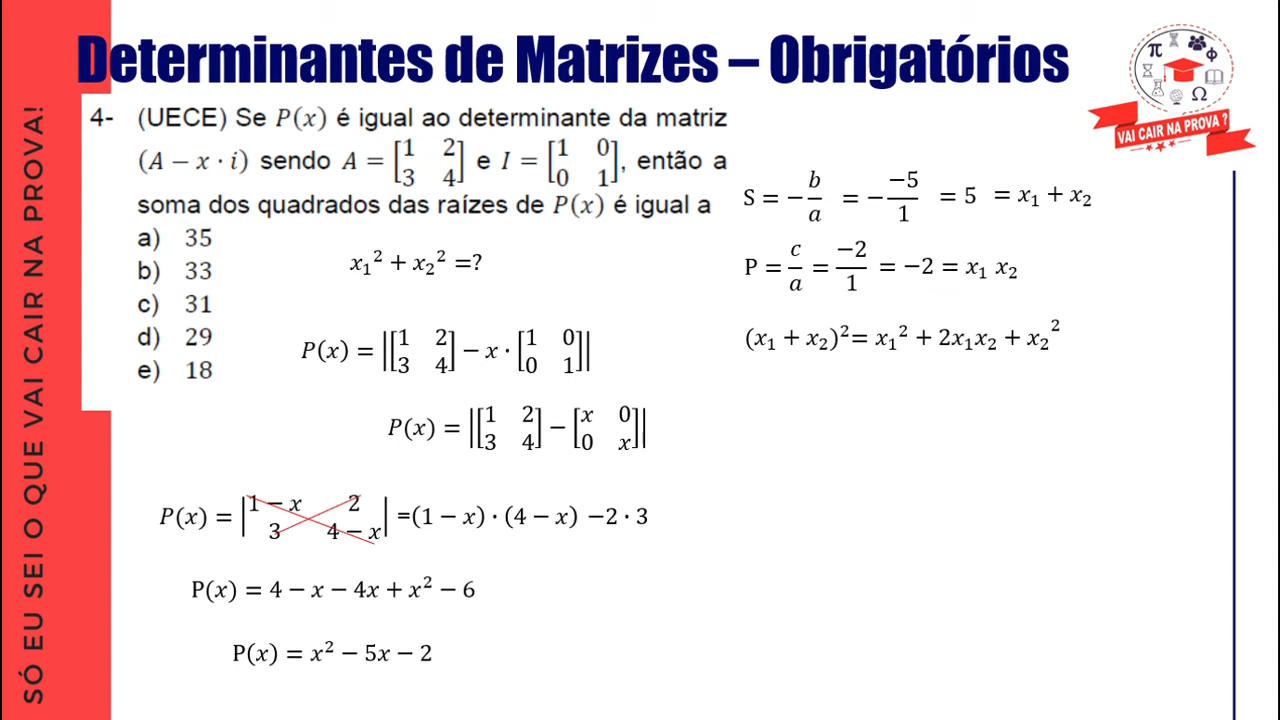 Determinantes de Matrizes – Obrigatórios
π Φ Ω
VAI CAIR NA PROVA ?
SÓ EU SEI O QUE VAI CAIR NA PROVA!
4- (UECE) Se P(x) é igual ao determinante da matriz
(A − x · i) sendo A = [1 2; 3 4] e I = [1 0; 0 1], então a
soma dos quadrados das raízes de P(x) é igual a
a) 35
b) 33
c) 31
d) 29
e) 18
x₁² + x₂² =?
P(x) = |[1 2; 3 4] − x · [1 0; 0 1]|
P(x) = |[1 2; 3 4] − [x 0; 0 x]|
P(x) = |1 − x 2; 3 4 − x| =(1 − x) · (4 − x) −2 · 3
P(x) = 4 − x − 4x + x² − 6
P(x) = x² − 5x − 2
S = − b/a = − −5/1 = 5 = x₁ + x₂
P = c/a = −2/1 = −2 = x₁ x₂
(x₁ + x₂)²= x₁² + 2x₁x₂ + x₂²